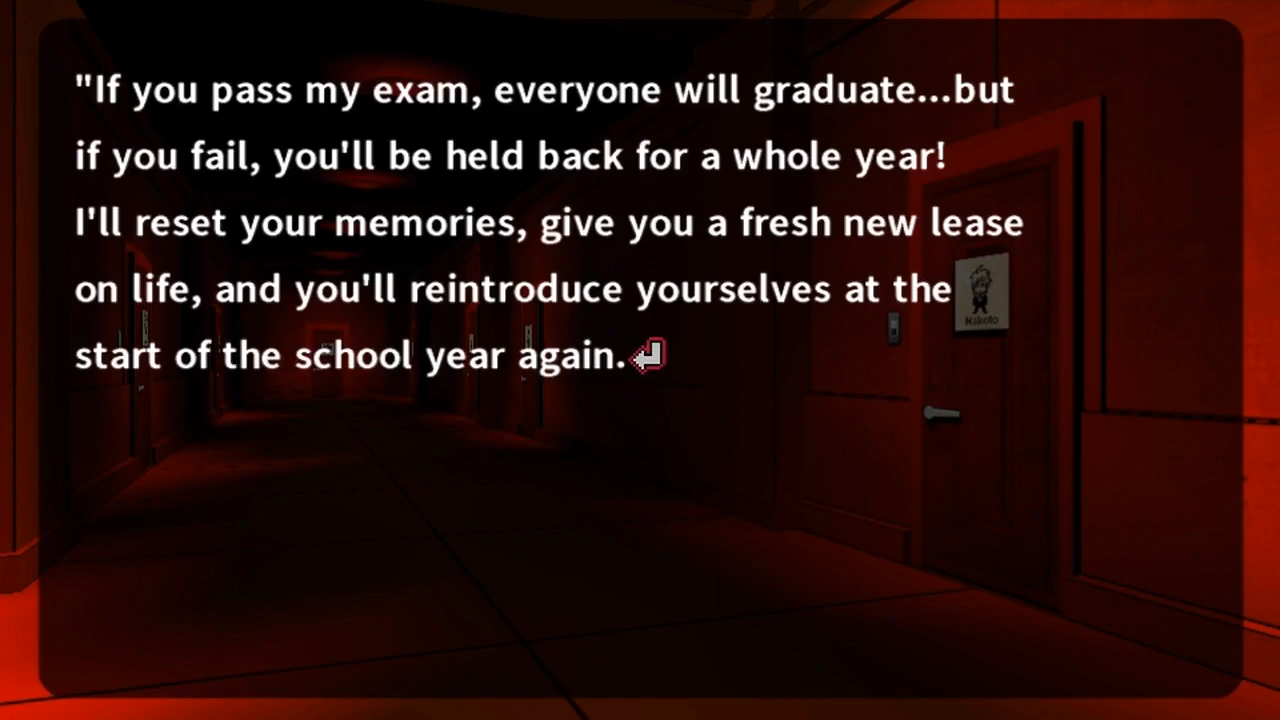 "If you pass my exam, everyone will graduate...but
if you fail, you'll be held back for a whole year!
I'll reset your memories, give you a fresh new lease
on life, and you'll reintroduce yourselves at the
start of the school year again.
Makoto